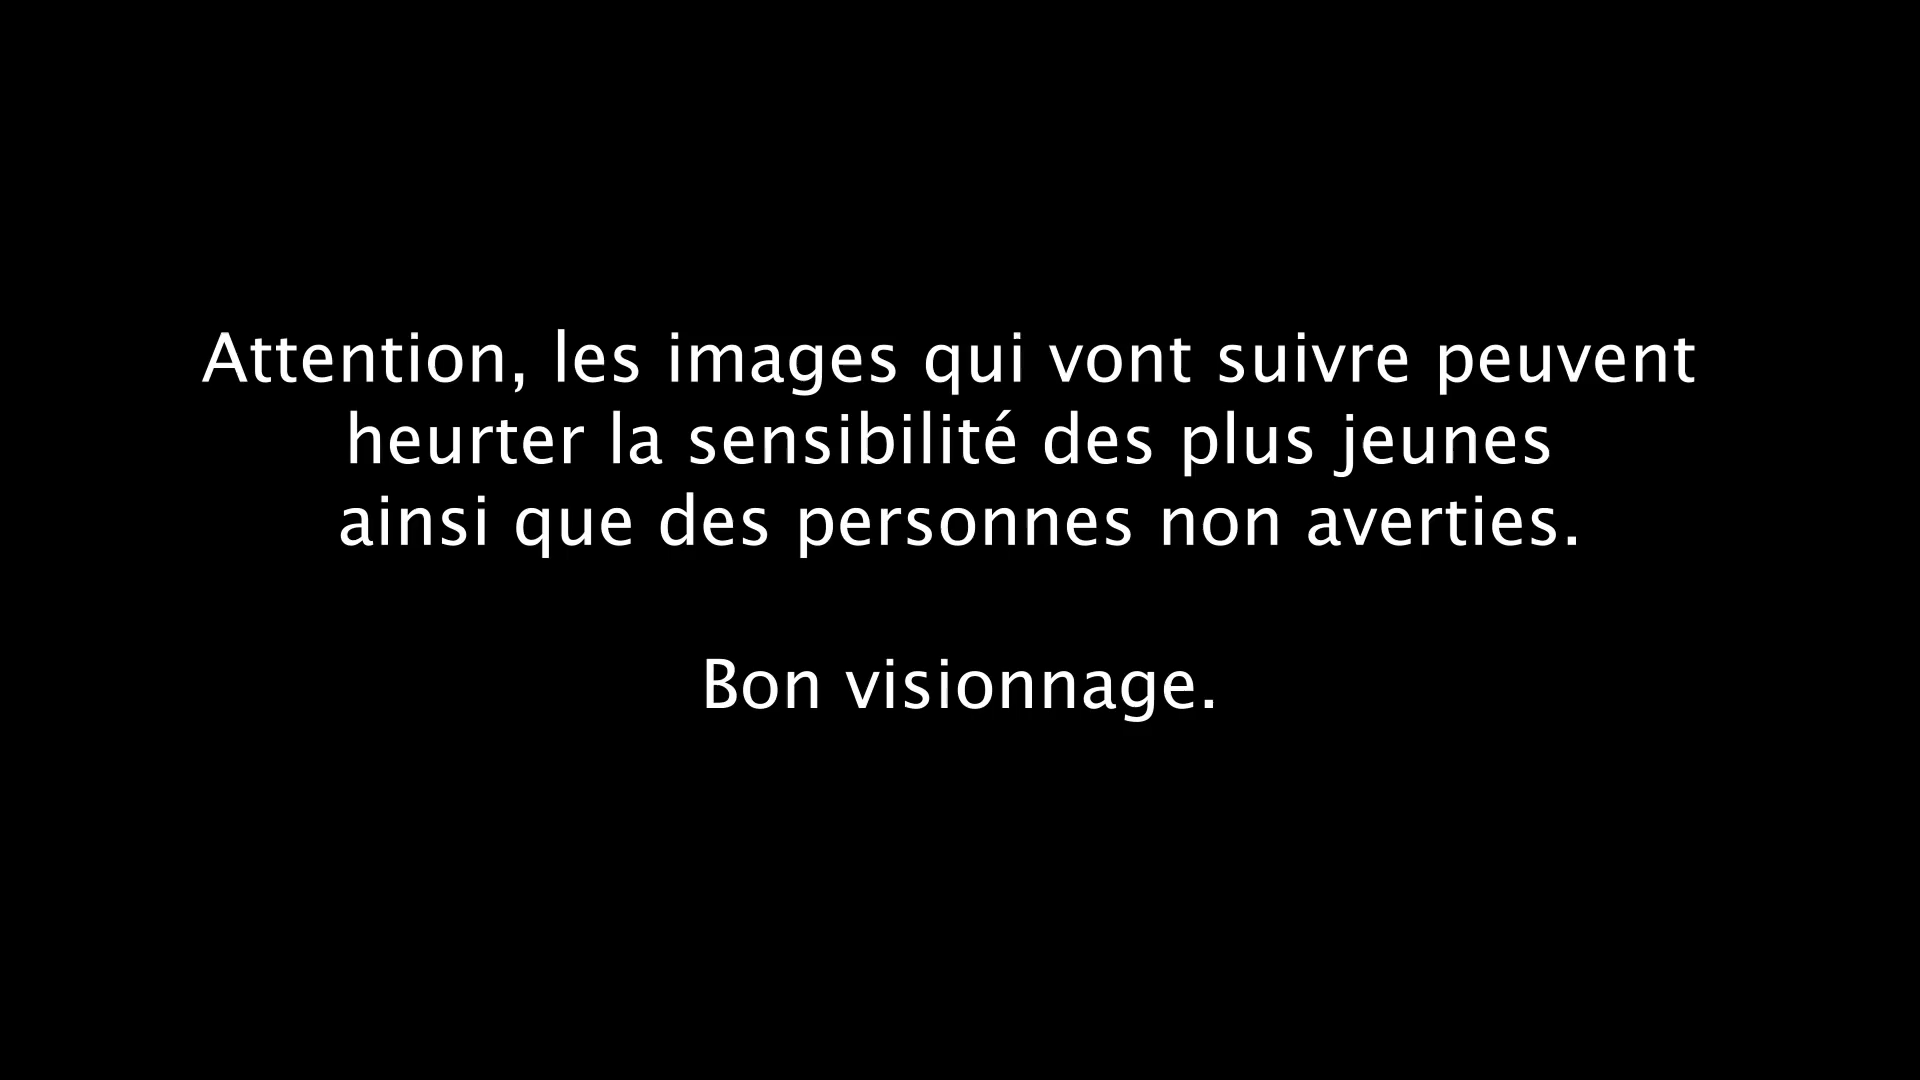 Attention, les images qui vont suivre peuvent
heurter la sensibilité des plus jeunes
ainsi que des personnes non averties.
Bon visionnage.